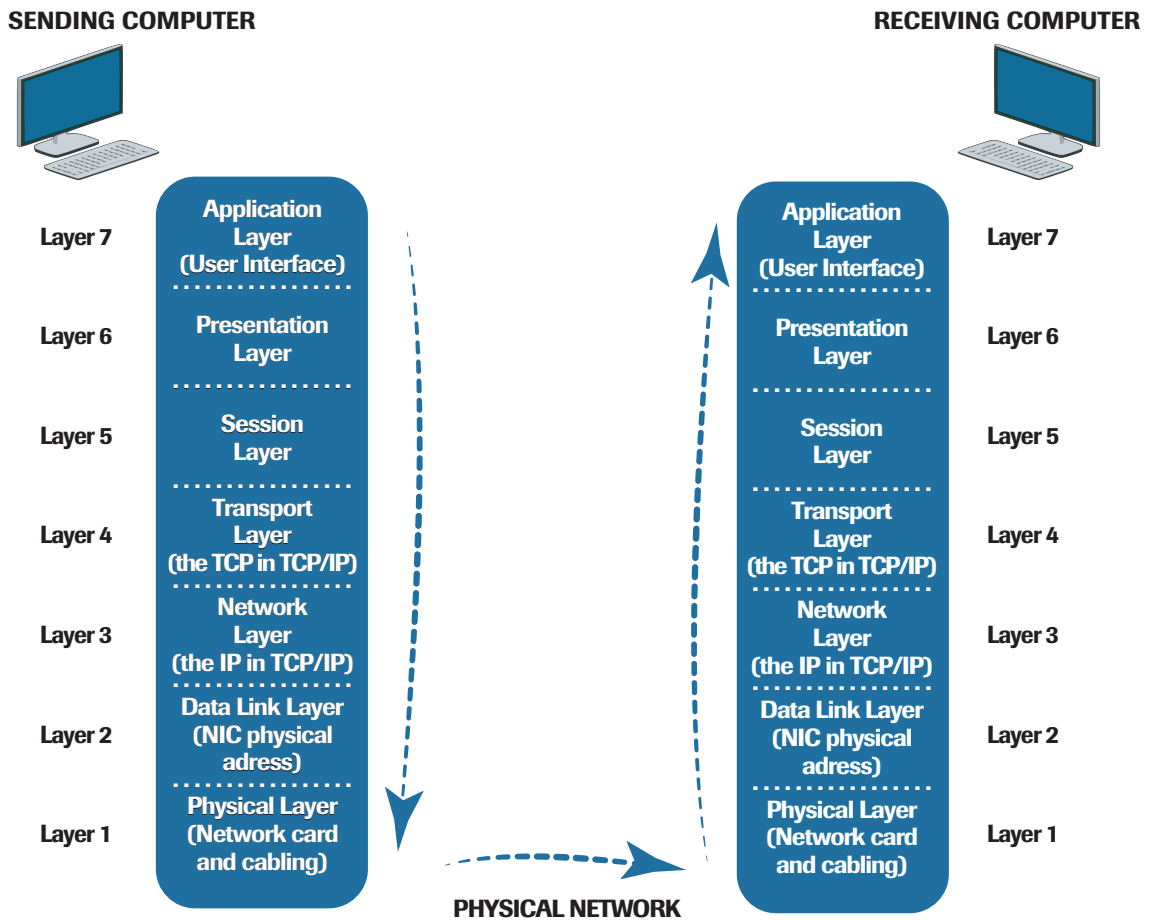 SENDING COMPUTER
RECEIVING COMPUTER
Layer 7
Application
Layer
(User Interface)
Layer 6
Presentation
Layer
Layer 5
Session
Layer
Layer 4
Transport
Layer
(the TCP in TCP/IP)
Layer 3
Network
Layer
(the IP in TCP/IP)
Layer 2
Data Link Layer
(NIC physical
adress)
Layer 1
Physical Layer
(Network card
and cabling)
Application
Layer
(User Interface)
Layer 7
Presentation
Layer
Layer 6
Session
Layer
Layer 5
Transport
Layer
(the TCP in TCP/IP)
Layer 4
Network
Layer
(the IP in TCP/IP)
Layer 3
Data Link Layer
(NIC physical
adress)
Layer 2
Physical Layer
(Network card
and cabling)
Layer 1
PHYSICAL NETWORK